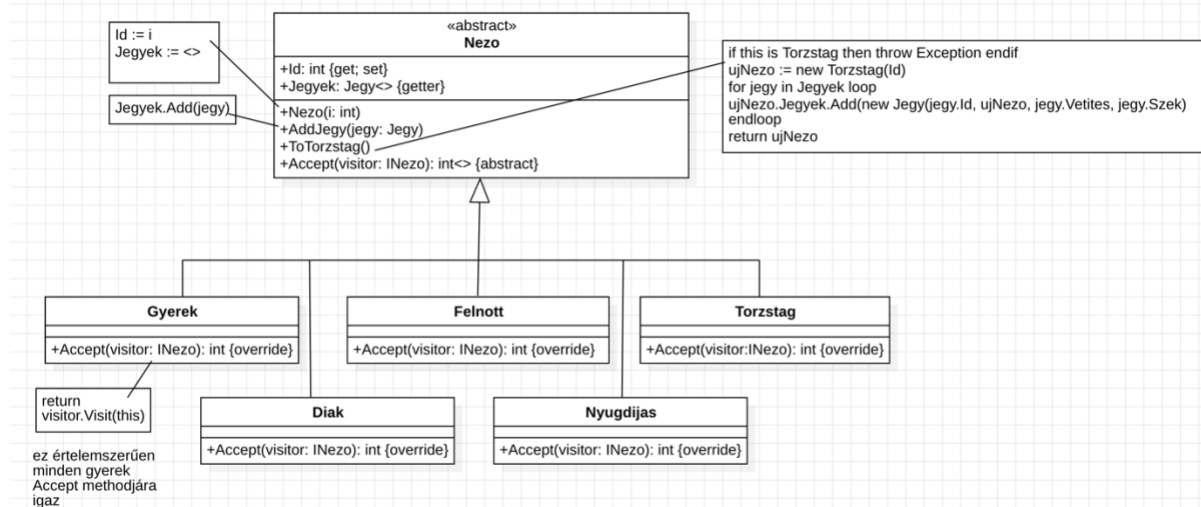 Id := i
Jegyek := <>
Jegyek.Add(jegy)
«abstract»
Nezo
+Id: int {get; set}
+Jegyek: Jegy<> {getter}
+Nezo(i: int)
+AddJegy(jegy: Jegy)
+ToTorzstag()
+Accept(visitor: INezo): int<> {abstract}
if this is Torzstag then throw Exception endif
ujNezo := new Torzstag(Id)
for jegy in Jegyek loop
ujNezo.Jegyek.Add(new Jegy(jegy.Id, ujNezo, jegy.Vetites, jegy.Szek)
endloop
return ujNezo
Gyerek
+Accept(visitor: INezo): int {override}
Felnott
+Accept(visitor: INezo): int {override}
Torzstag
+Accept(visitor:INezo): int {override}
return
visitor.Visit(this)
ez értelemszerűen
minden gyerek
Accept methodjára
igaz
Diak
+Accept(visitor: INezo): int {override}
Nyugdijas
+Accept(visitor: INezo): int {override}